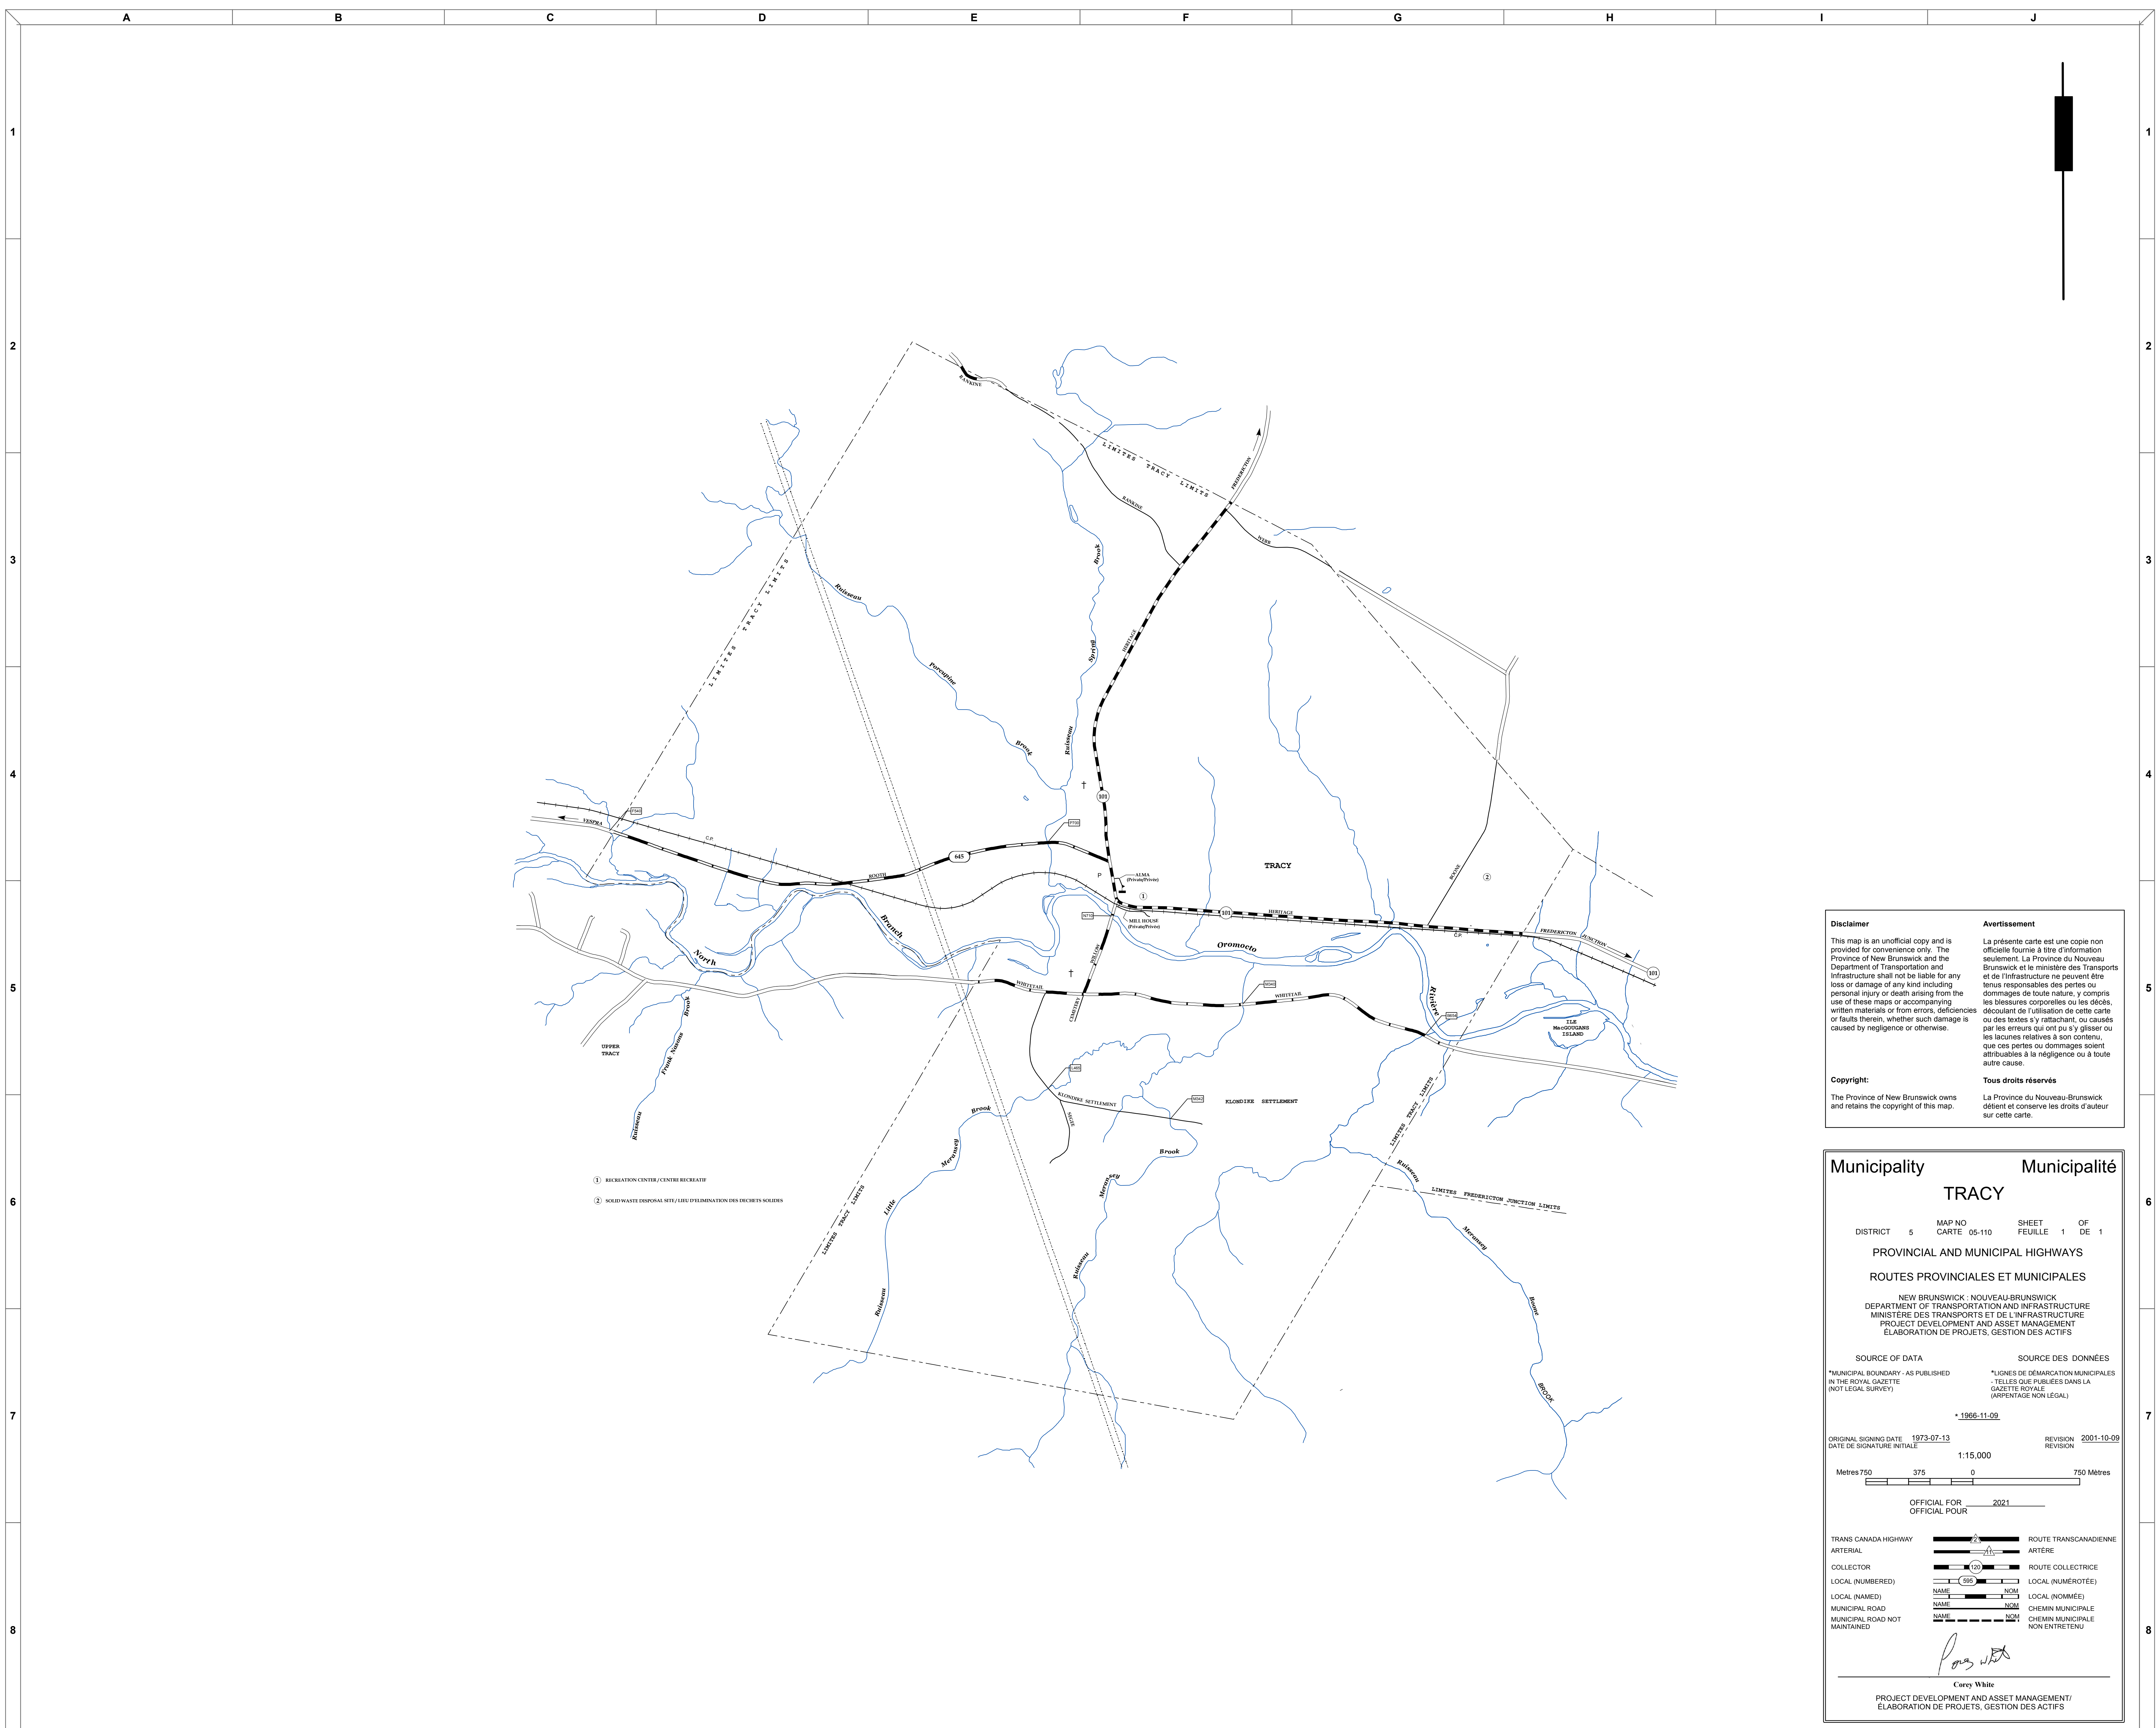 A B C D E F G H I J
1 1
2 2
3 3
4 4
5 5
6 6
7 7
8 8
RANKINE
LIMITES TRACY LIMITS
FREDERICTON
RANKINE
WEBB
Brook
LIMITES TRACY LIMITS
Ruisseau
HERITAGE
Spring
Porcupine
Brook
Ruisseau
101
VESPRA
C.P.
645
BOOTH
TRACY
P
ALMA
(Private/Privée)
1
2
BOONE
N710
MILL HOUSE
(Private/Privée)
101
HERITAGE
C.P.
FREDERICTON JUNCTION
101
Branch
North
Oromocto
Rivière
WHITETAIL
WHITETAIL
CEMETERY
ILE
MacGOUGANS
ISLAND
UPPER
TRACY
Ruisseau Frank Nasons Brook
KLONDIKE SETTLEMENT
KLONDIKE SETTLEMENT
LIMITES TRACY LIMITS
Ruisseau Little Meransey Brook
Ruisseau Meransey Brook
LIMITES TRACY LIMITS
LIMITES FREDERICTON JUNCTION LIMITS
Ruisseau
Meransey
Boone
BROOK
1 RECREATION CENTER / CENTRE RECREATIF
2 SOLID WASTE DISPOSAL SITE / LIEU D'ELIMINATION DES DECHETS SOLIDES
Disclaimer
This map is an unofficial copy and is
provided for convenience only. The
Province of New Brunswick and the
Department of Transportation and
Infrastructure shall not be liable for any
loss or damage of any kind including
personal injury or death arising from the
use of these maps or accompanying
written materials or from errors, deficiencies
or faults therein, whether such damage is
caused by negligence or otherwise.
Copyright:
The Province of New Brunswick owns
and retains the copyright of this map.
Avertissement
La présente carte est une copie non
officielle fournie à titre d'information
seulement. La Province du Nouveau
Brunswick et le ministère des Transports
et de l'Infrastructure ne peuvent être
tenus responsables des pertes ou
dommages de toute nature, y compris
les blessures corporelles ou les décès,
découlant de l'utilisation de cette carte
ou des textes s'y rattachant, ou causés
par les erreurs qui ont pu s'y glisser ou
les lacunes relatives à son contenu,
que ces pertes ou dommages soient
attribuables à la négligence ou à toute
autre cause.
Tous droits réservés
La Province du Nouveau-Brunswick
détient et conserve les droits d'auteur
sur cette carte.
Municipality Municipalité
TRACY
MAP NO SHEET OF
DISTRICT 5 CARTE 05-110 FEUILLE 1 DE 1
PROVINCIAL AND MUNICIPAL HIGHWAYS
ROUTES PROVINCIALES ET MUNICIPALES
NEW BRUNSWICK : NOUVEAU-BRUNSWICK
DEPARTMENT OF TRANSPORTATION AND INFRASTRUCTURE
MINISTÈRE DES TRANSPORTS ET DE L'INFRASTRUCTURE
PROJECT DEVELOPMENT AND ASSET MANAGEMENT
ÉLABORATION DE PROJETS, GESTION DES ACTIFS
SOURCE OF DATA SOURCE DES DONNÉES
*MUNICIPAL BOUNDARY - AS PUBLISHED
IN THE ROYAL GAZETTE
(NOT LEGAL SURVEY)
*LIGNES DE DÉMARCATION MUNICIPALES
- TELLES QUE PUBLIÉES DANS LA
GAZETTE ROYALE
(ARPENTAGE NON LÉGAL)
* 1966-11-09
ORIGINAL SIGNING DATE 1973-07-13 REVISION 2001-10-09
DATE DE SIGNATURE INITIALE REVISION
1:15,000
Metres 750 375 0 750 Mètres
OFFICIAL FOR 2021
OFFICIAL POUR
TRANS CANADA HIGHWAY 2 ROUTE TRANSCANADIENNE
ARTERIAL 11 ARTÈRE
COLLECTOR 120 ROUTE COLLECTRICE
LOCAL (NUMBERED) 595 LOCAL (NUMÉROTÉE)
LOCAL (NAMED) NAME NOM LOCAL (NOMMÉE)
MUNICIPAL ROAD NAME NOM CHEMIN MUNICIPALE
MUNICIPAL ROAD NOT NAME NOM CHEMIN MUNICIPALE
MAINTAINED NON ENTRETENU
Corey White
PROJECT DEVELOPMENT AND ASSET MANAGEMENT/
ÉLABORATION DE PROJETS, GESTION DES ACTIFS